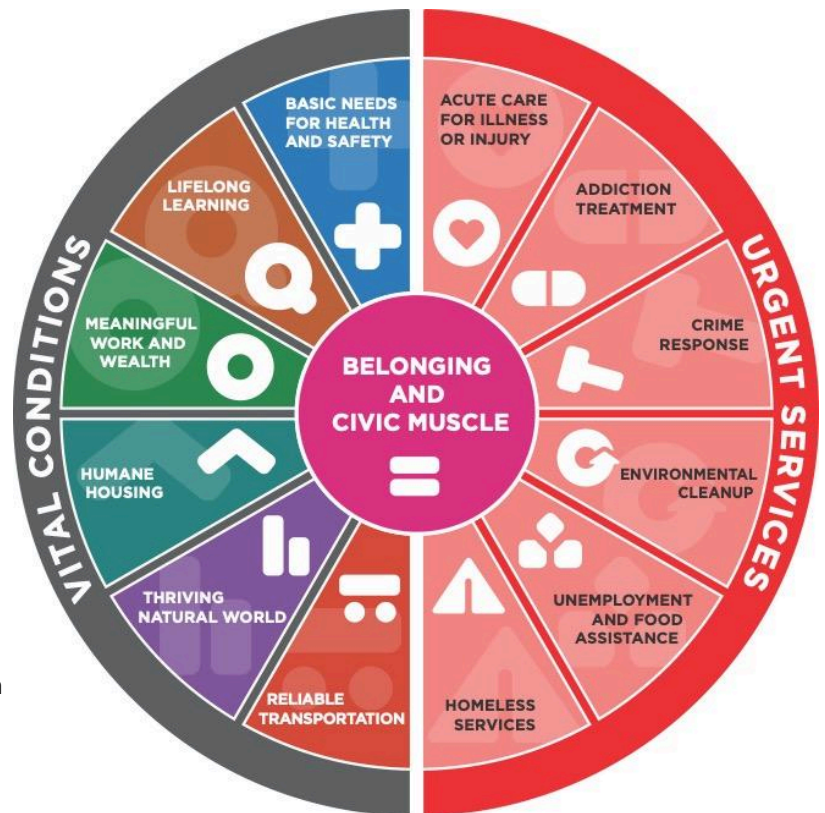 BASIC NEEDS
FOR HEALTH
AND SAFETY
LIFELONG
LEARNING
MEANINGFUL
WORK AND
WEALTH
HUMANE
HOUSING
THRIVING
NATURAL WORLD
RELIABLE
TRANSPORTATION
VITAL CONDITIONS
BELONGING
AND
CIVIC MUSCLE
ACUTE CARE
FOR ILLNESS
OR INJURY
ADDICTION
TREATMENT
CRIME
RESPONSE
ENVIRONMENTAL
CLEANUP
UNEMPLOYMENT
AND FOOD
ASSISTANCE
HOMELESS
SERVICES
URGENT SERVICES